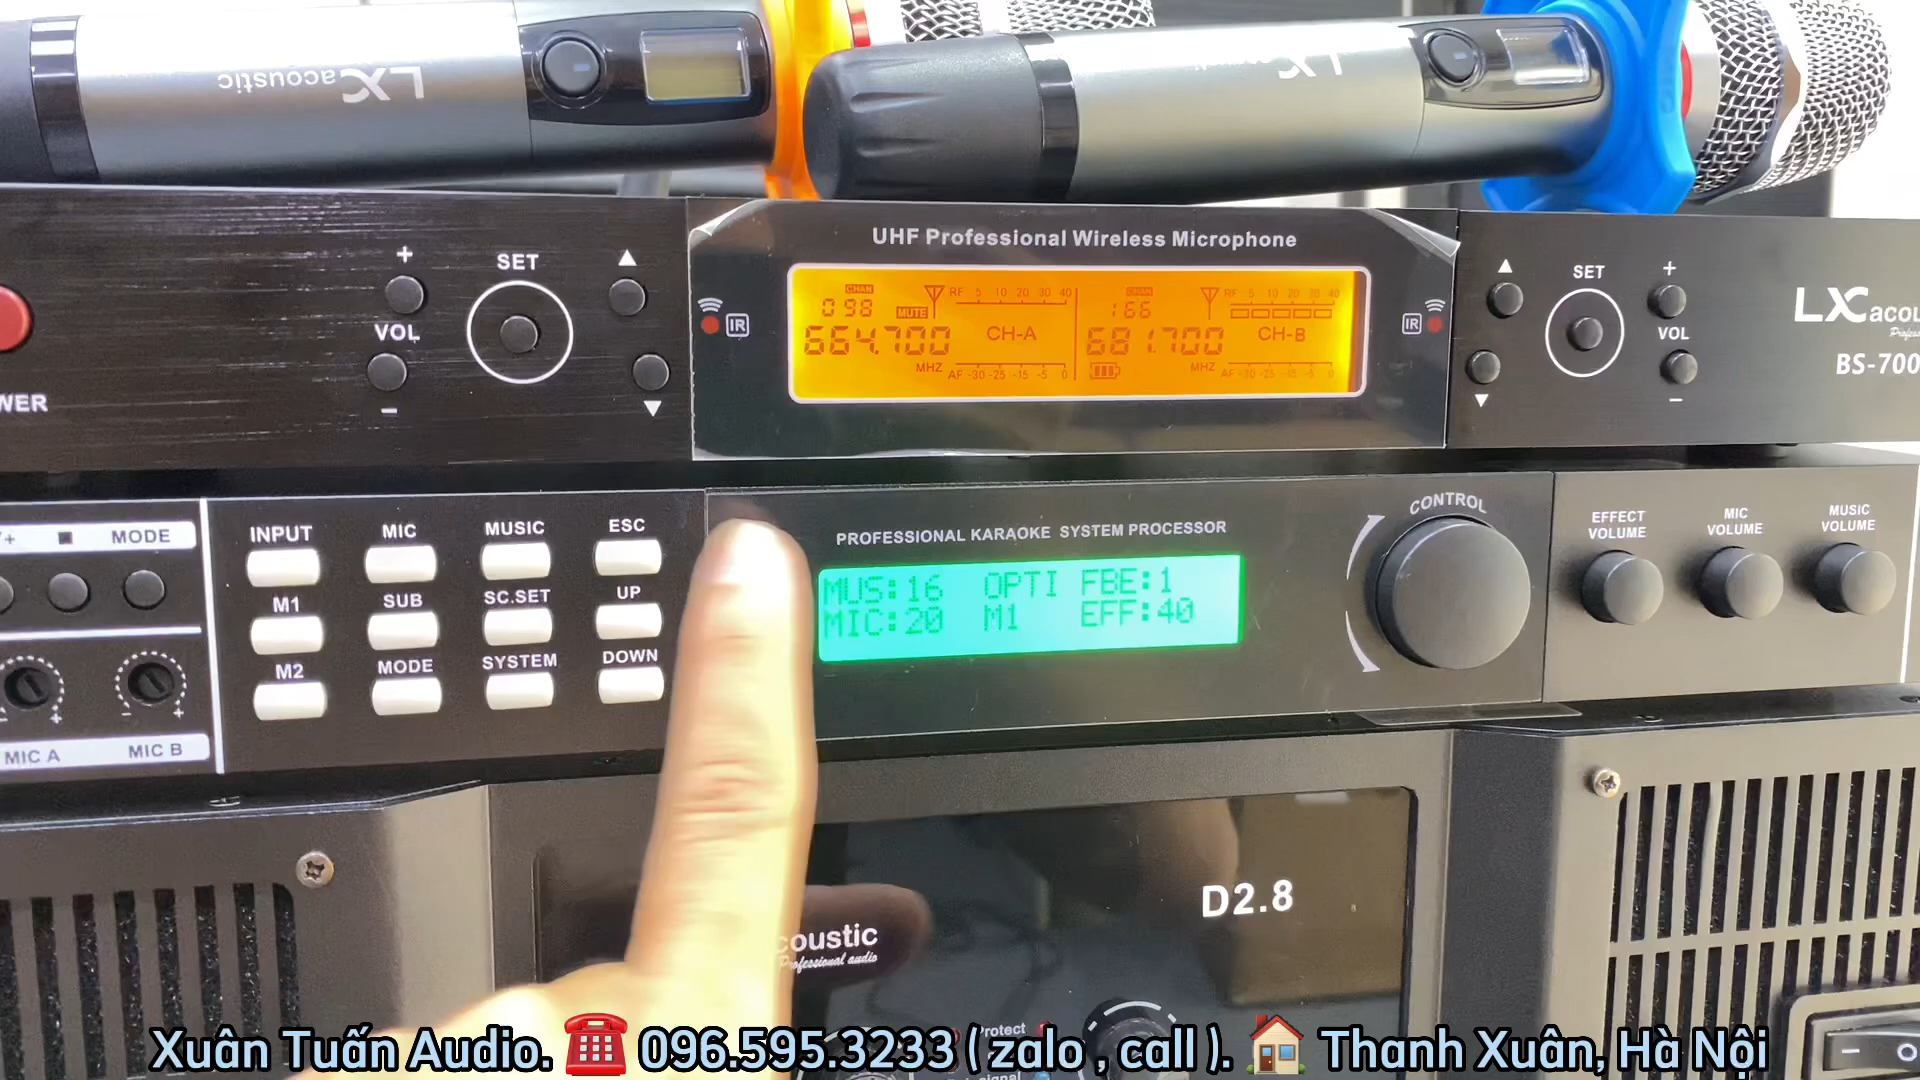 LXacoustic
LX
UHF Professional Wireless Microphone
+
SET
VOL
−
CHAN
098
MUTE
RF 5 10 20 30 40
664.700
CH-A
MHZ
AF -30 -25 -15 -5 0
CHAN
166
RF 5 10 20 30 40
681.700
CH-B
MHZ
AF -30 -25 -15 -5 0
IR
IR
SET
+
VOL
−
LX
BS-700
MODE
MIC A
MIC B
INPUT MIC MUSIC ESC
M1 SUB SC.SET UP
M2 MODE SYSTEM DOWN
PROFESSIONAL KARAOKE SYSTEM PROCESSOR
MUS:16 OPTI FBE:1
MIC:20 M1 EFF:40
CONTROL
EFFECT VOLUME
MIC VOLUME
MUSIC VOLUME
D2.8
coustic
Professional audio
Protect
Xuân Tuấn Audio. ☎ 096.595.3233 ( zalo , call ). 🏠 Thanh Xuân, Hà Nội